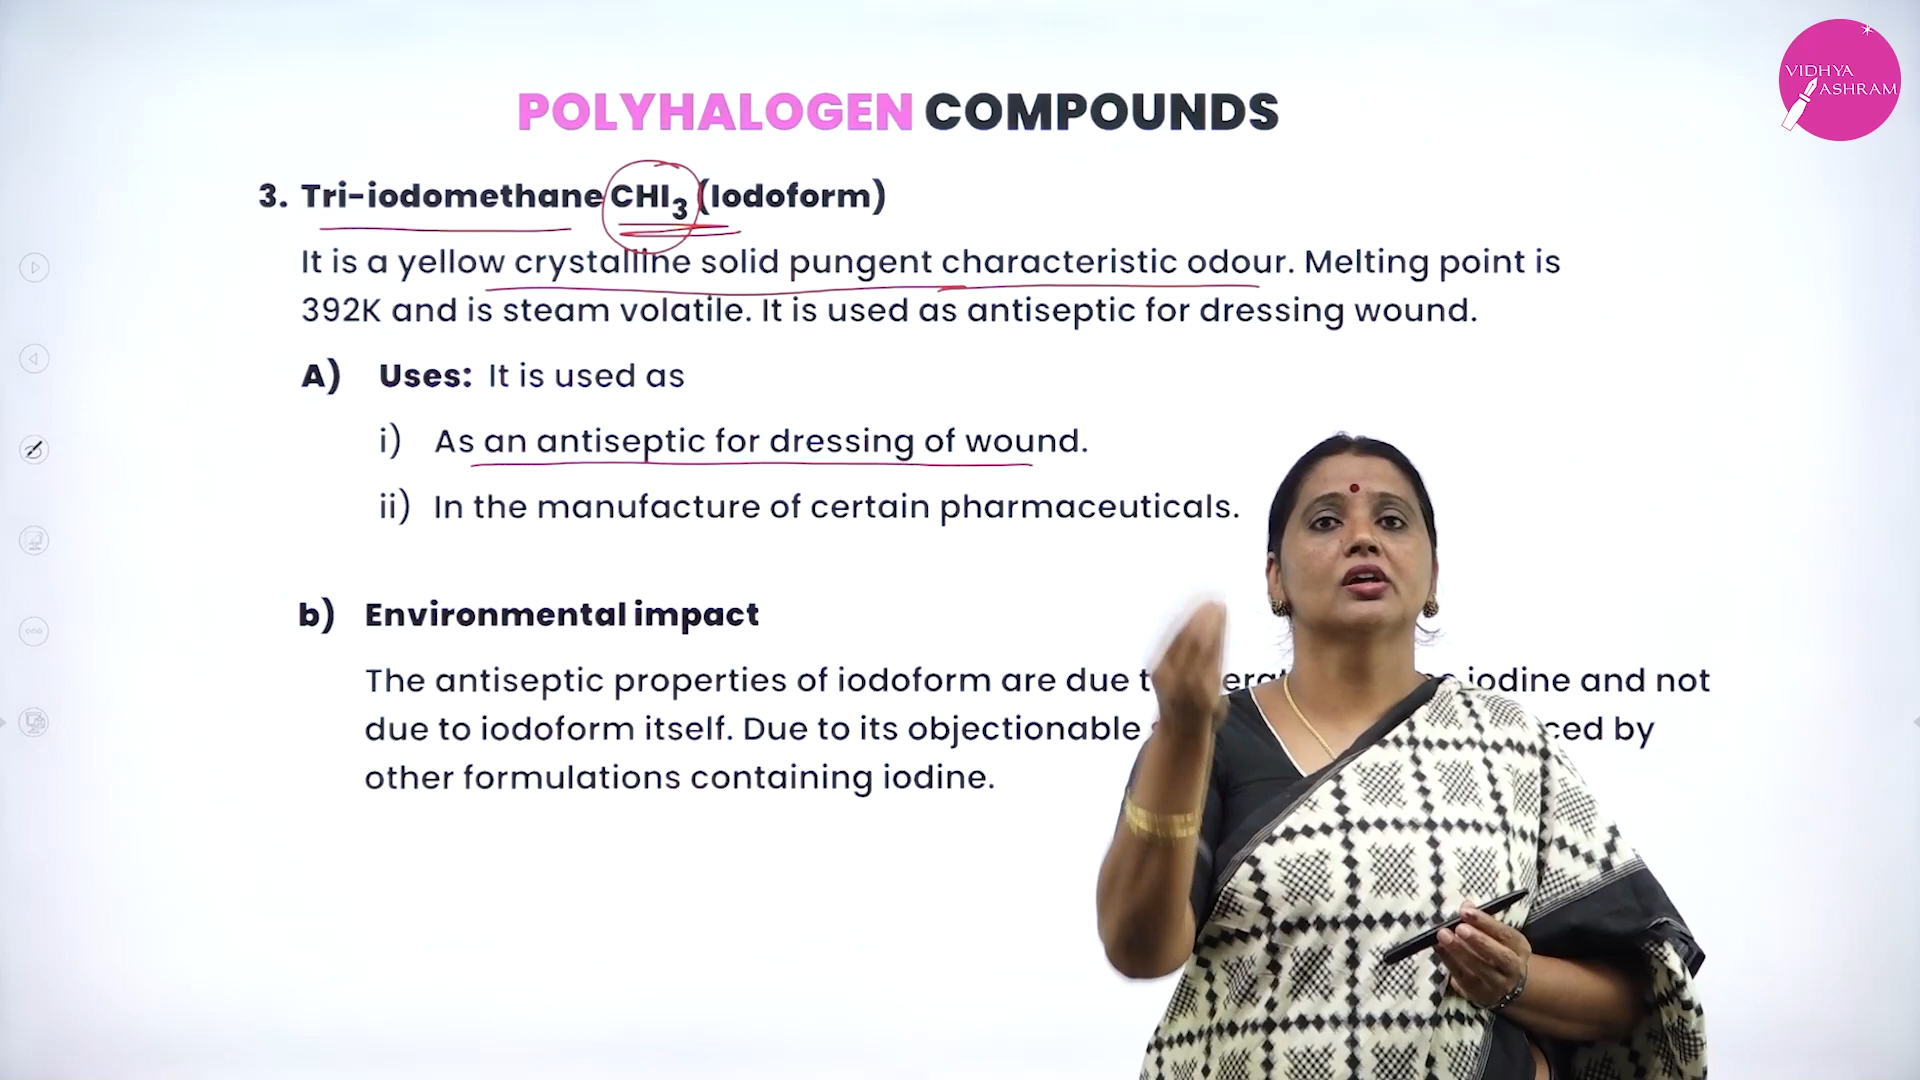 VIDHYA
ASHRAM
POLYHALOGEN COMPOUNDS
3. Tri-iodomethane CHI₃ (Iodoform)
It is a yellow crystalline solid pungent characteristic odour. Melting point is
392K and is steam volatile. It is used as antiseptic for dressing wound.
A) Uses: It is used as
i) As an antiseptic for dressing of wound.
ii) In the manufacture of certain pharmaceuticals.
b) Environmental impact
The antiseptic properties of iodoform are due iodine and not
due to iodoform itself. Due to its objectionable by
other formulations containing iodine.